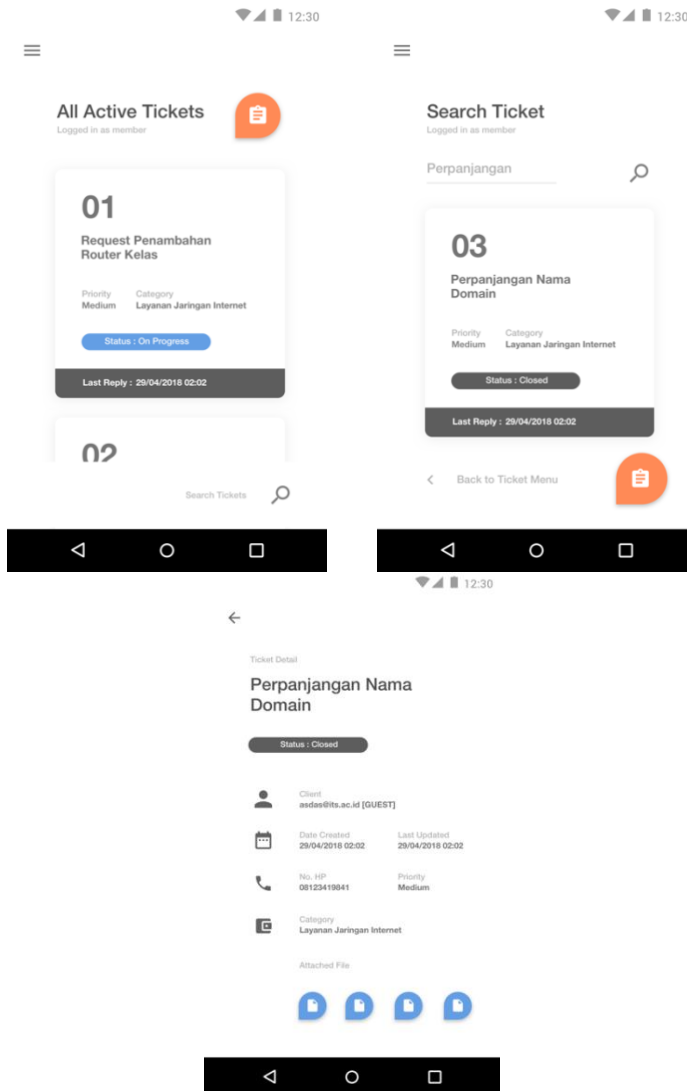 12:30
All Active Tickets
Logged in as member
01
Request Penambahan
Router Kelas
Priority Category
Medium Layanan Jaringan Internet
Status : On Progress
Last Reply : 29/04/2018 02:02
02
Search Tickets
12:30
Search Ticket
Logged in as member
Perpanjangan
03
Perpanjangan Nama
Domain
Priority Category
Medium Layanan Jaringan Internet
Status : Closed
Last Reply : 29/04/2018 02:02
Back to Ticket Menu
12:30
Ticket Detail
Perpanjangan Nama
Domain
Status : Closed
Client
asdas@its.ac.id [GUEST]
Date Created Last Updated
29/04/2018 02:02 29/04/2018 02:02
No. HP Priority
08123419841 Medium
Category
Layanan Jaringan Internet
Attached File